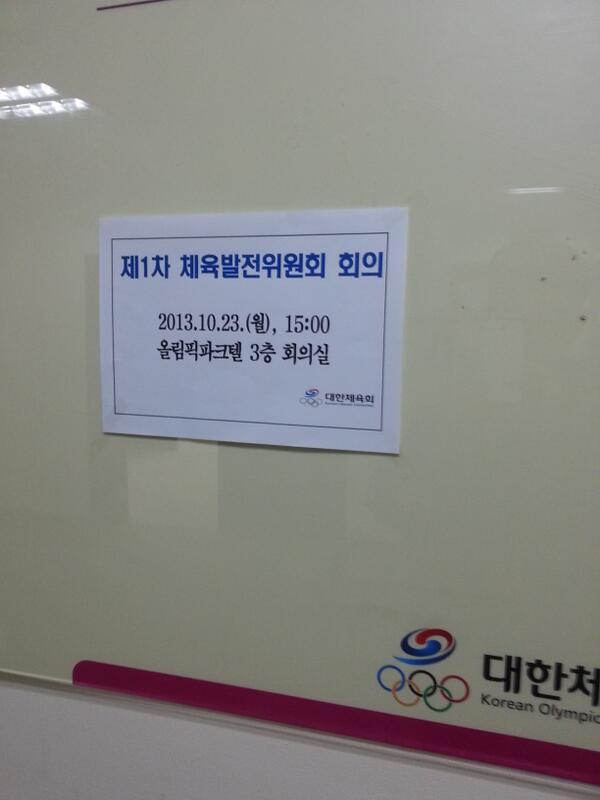 제1차 체육발전위원회 회의
2013.10.23.(월), 15:00
올림픽파크텔 3층 회의실
대한체육회
대한체
Korean Olympic